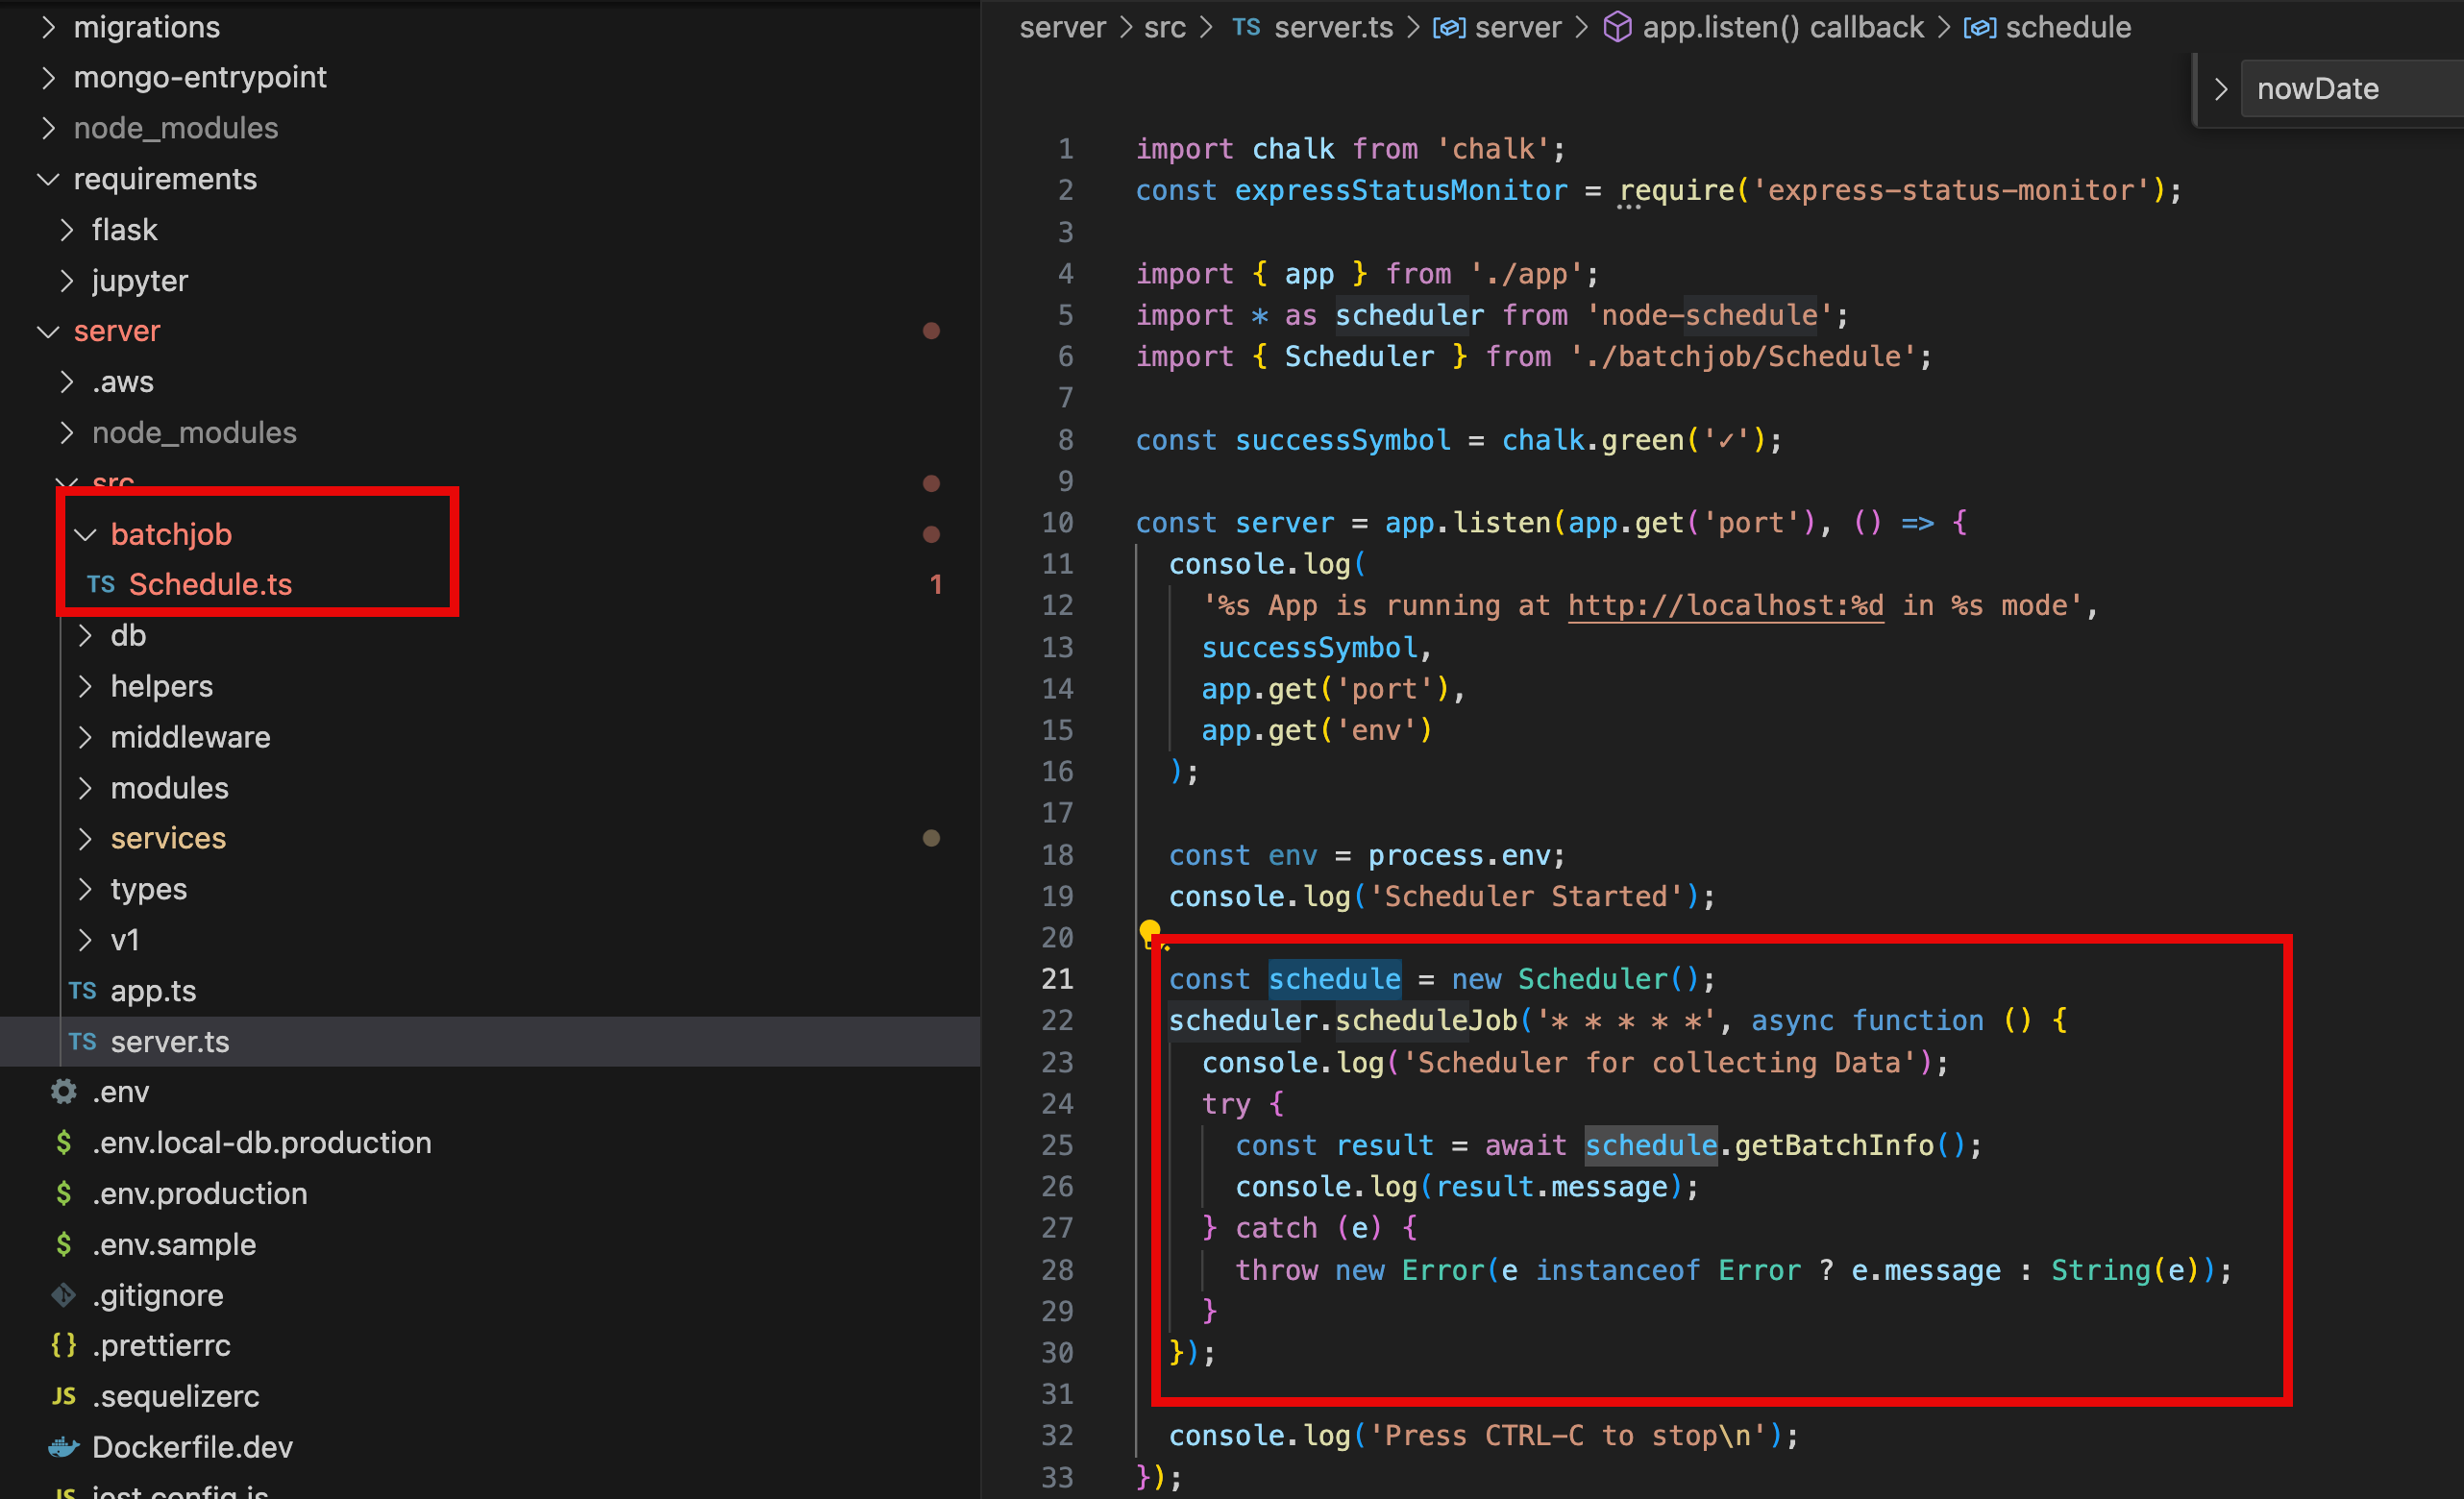 migrations
mongo-entrypoint
node_modules
requirements
flask
jupyter
server
.aws
node_modules
src
batchjob
TS Schedule.ts 1
db
helpers
middleware
modules
services
types
v1
TS app.ts
TS server.ts
.env
$ .env.local-db.production
$ .env.production
$ .env.sample
.gitignore
{} .prettierrc
JS .sequelizerc
Dockerfile.dev
JS jest.config.js
server > src > TS server.ts > server > app.listen() callback > schedule
> nowDate
1 import chalk from 'chalk';
2 const expressStatusMonitor = require('express-status-monitor');
3
4 import { app } from './app';
5 import * as scheduler from 'node-schedule';
6 import { Scheduler } from './batchjob/Schedule';
7
8 const successSymbol = chalk.green('✓');
9
10 const server = app.listen(app.get('port'), () => {
11 console.log(
12 '%s App is running at http://localhost:%d in %s mode',
13 successSymbol,
14 app.get('port'),
15 app.get('env')
16 );
17
18 const env = process.env;
19 console.log('Scheduler Started');
20
21 const schedule = new Scheduler();
22 scheduler.scheduleJob('* * * * *', async function () {
23 console.log('Scheduler for collecting Data');
24 try {
25 const result = await schedule.getBatchInfo();
26 console.log(result.message);
27 } catch (e) {
28 throw new Error(e instanceof Error ? e.message : String(e));
29 }
30 });
31
32 console.log('Press CTRL-C to stop\n');
33 });